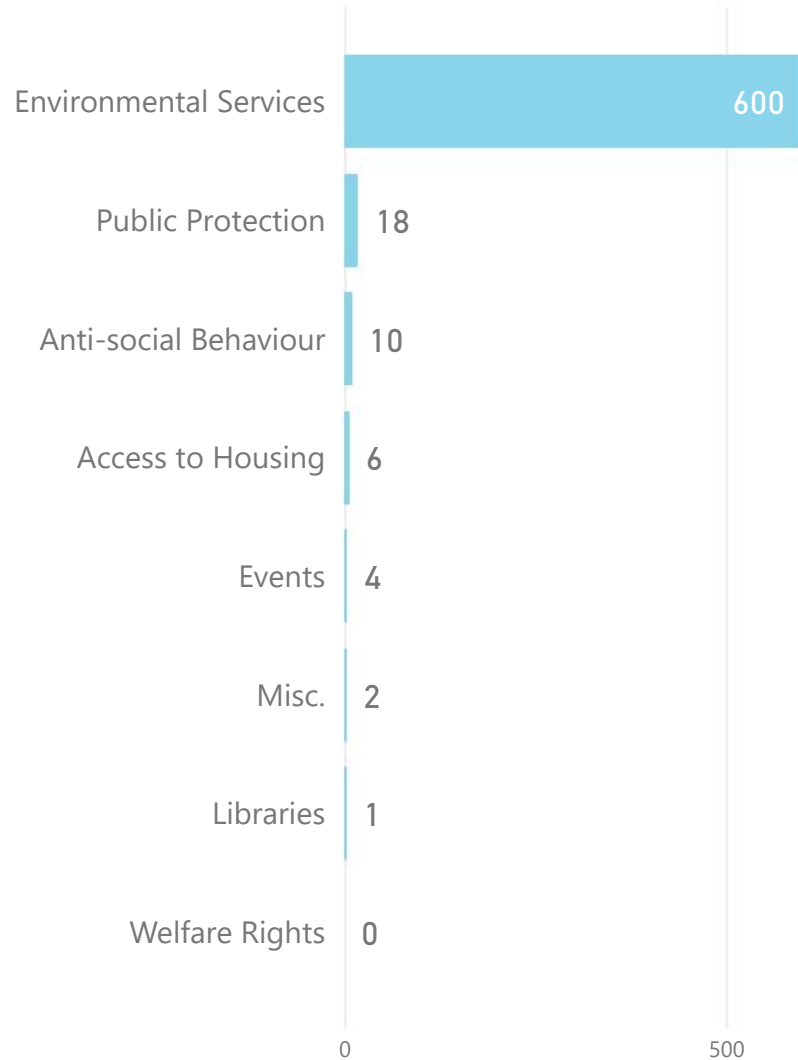 Environmental Services 600
Public Protection 18
Anti-social Behaviour 10
Access to Housing 6
Events 4
Misc. 2
Libraries 1
Welfare Rights 0
0 500